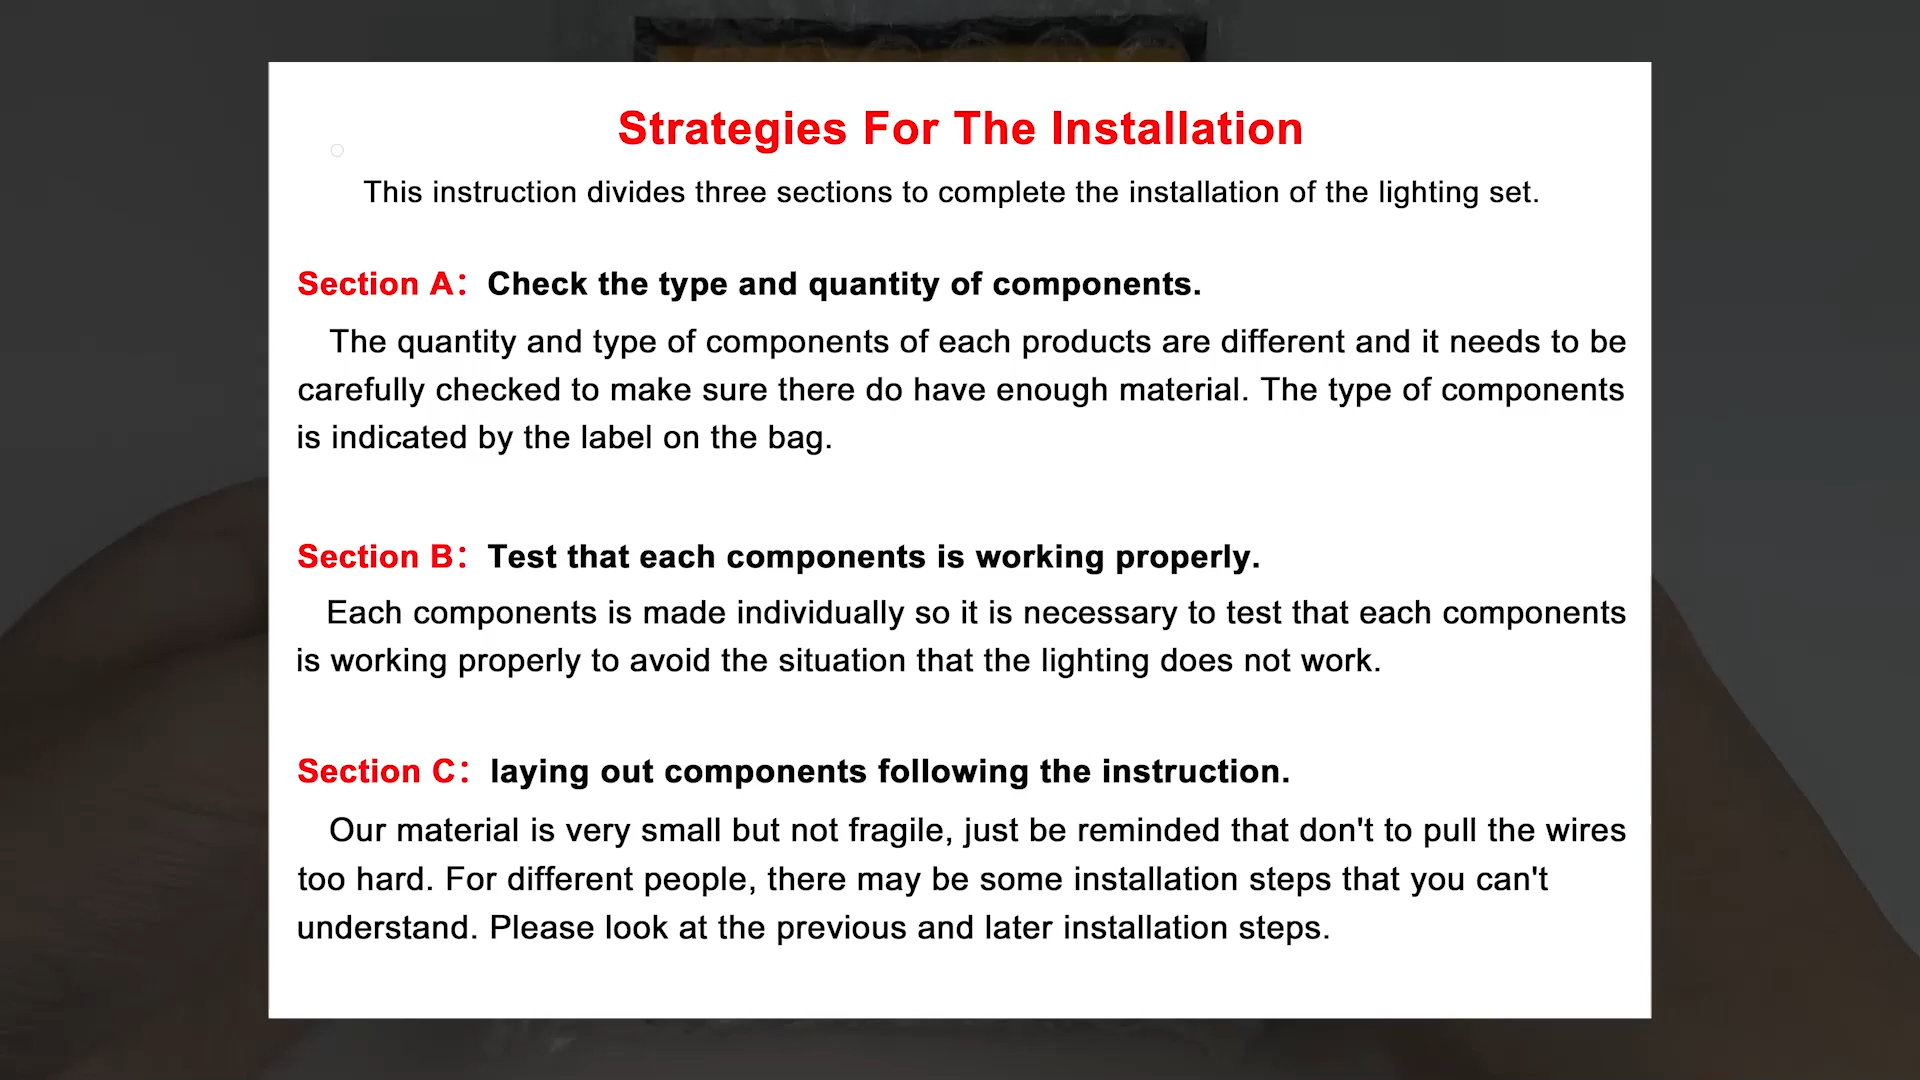 Strategies For The Installation
This instruction divides three sections to complete the installation of the lighting set.
Section A: Check the type and quantity of components.
The quantity and type of components of each products are different and it needs to be
carefully checked to make sure there do have enough material. The type of components
is indicated by the label on the bag.
Section B: Test that each components is working properly.
Each components is made individually so it is necessary to test that each components
is working properly to avoid the situation that the lighting does not work.
Section C: laying out components following the instruction.
Our material is very small but not fragile, just be reminded that don't to pull the wires
too hard. For different people, there may be some installation steps that you can't
understand. Please look at the previous and later installation steps.